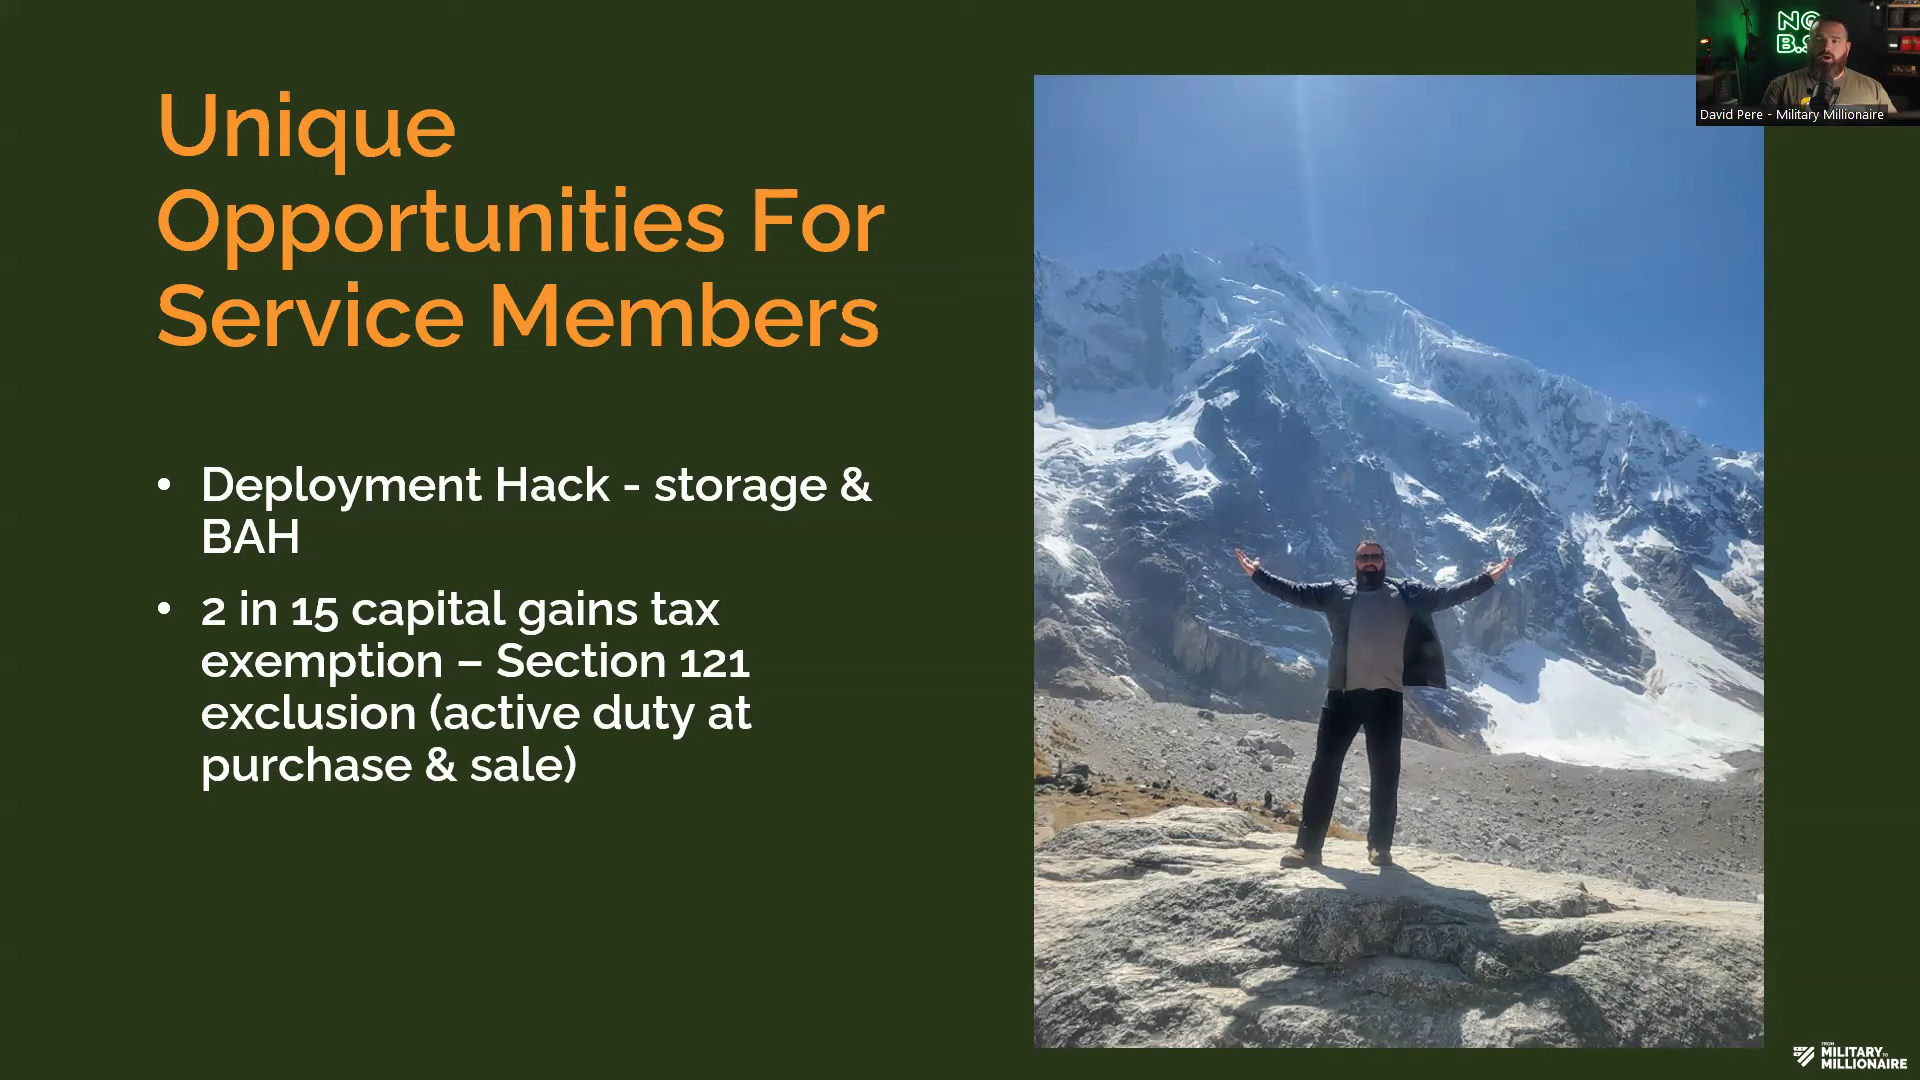 Unique
Opportunities For
Service Members
• Deployment Hack - storage &
BAH
• 2 in 15 capital gains tax
exemption – Section 121
exclusion (active duty at
purchase & sale)
David Pere - Military Millionaire
FROM
MILITARY TO
MILLIONAIRE